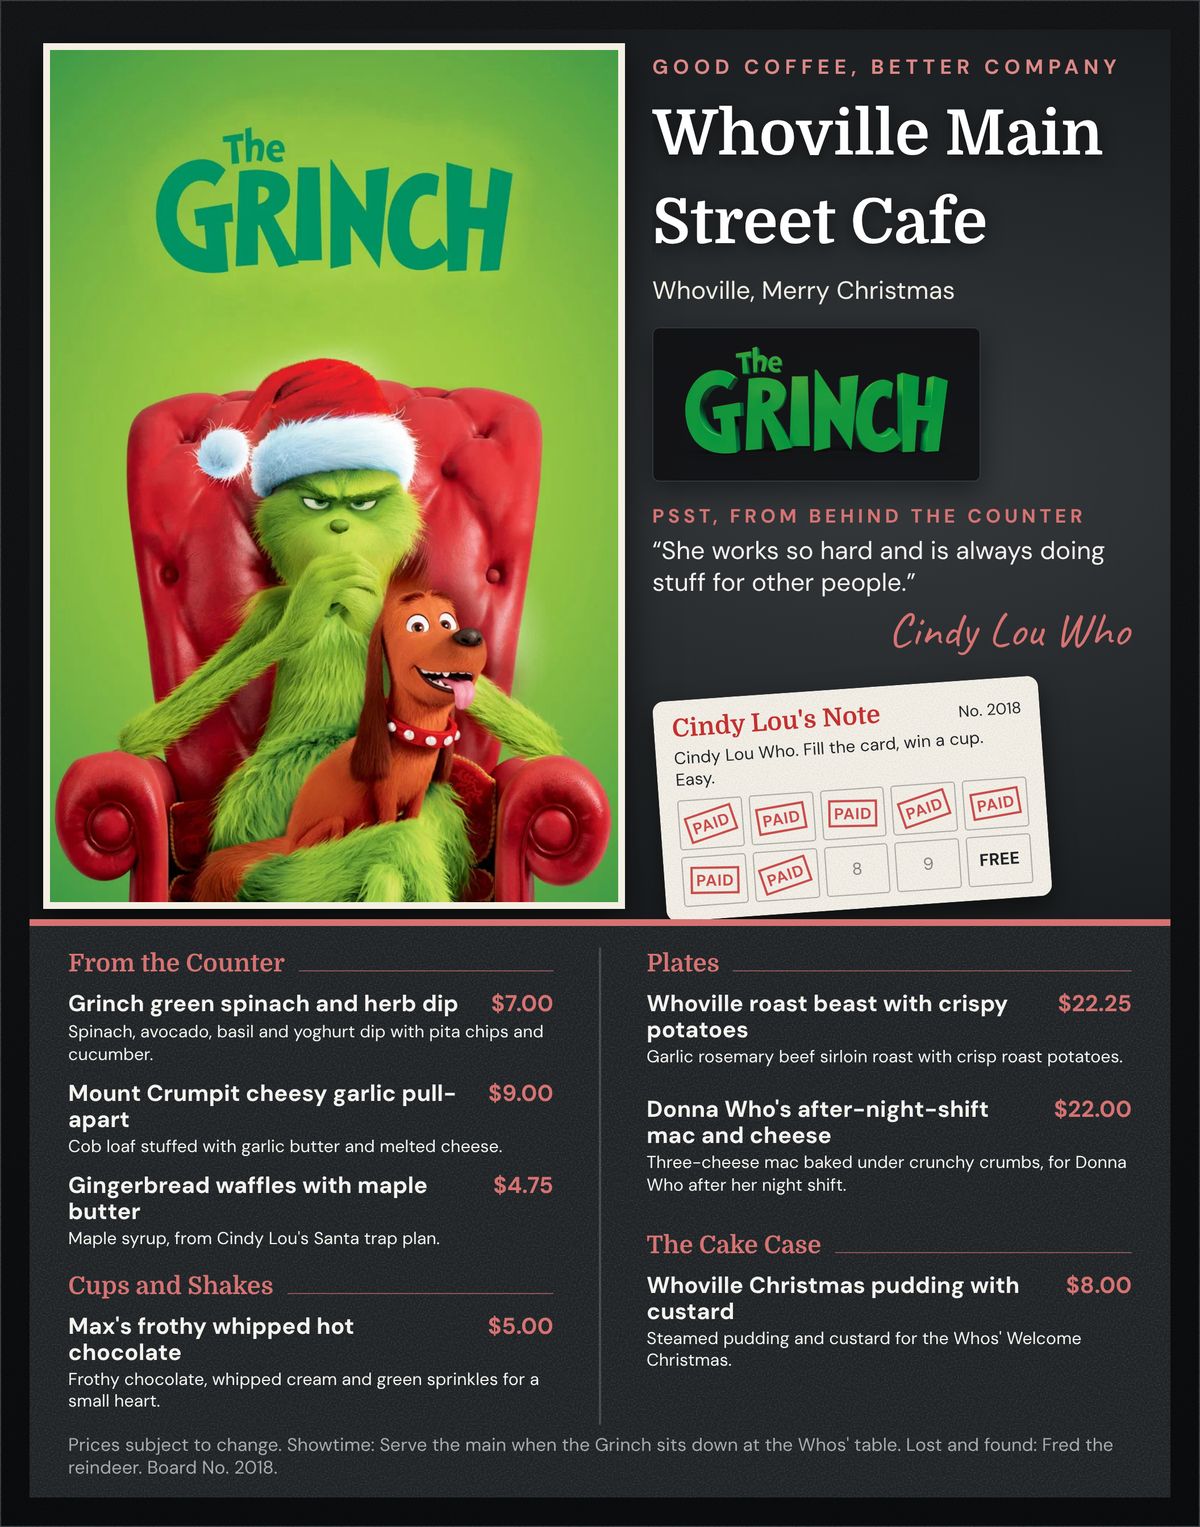 The
GRINCH
GOOD COFFEE, BETTER COMPANY
Whoville Main
Street Cafe
Whoville, Merry Christmas
The
GRINCH
PSST, FROM BEHIND THE COUNTER
“She works so hard and is always doing
stuff for other people.”
Cindy Lou Who
Cindy Lou's Note No. 2018
Cindy Lou Who. Fill the card, win a cup.
Easy.
PAID PAID PAID PAID PAID
PAID PAID 8 9 FREE
From the Counter
Grinch green spinach and herb dip $7.00
Spinach, avocado, basil and yoghurt dip with pita chips and
cucumber.
Mount Crumpit cheesy garlic pull- $9.00
apart
Cob loaf stuffed with garlic butter and melted cheese.
Gingerbread waffles with maple $4.75
butter
Maple syrup, from Cindy Lou's Santa trap plan.
Cups and Shakes
Max's frothy whipped hot $5.00
chocolate
Frothy chocolate, whipped cream and green sprinkles for a
small heart.
Plates
Whoville roast beast with crispy $22.25
potatoes
Garlic rosemary beef sirloin roast with crisp roast potatoes.
Donna Who's after-night-shift $22.00
mac and cheese
Three-cheese mac baked under crunchy crumbs, for Donna
Who after her night shift.
The Cake Case
Whoville Christmas pudding with $8.00
custard
Steamed pudding and custard for the Whos' Welcome
Christmas.
Prices subject to change. Showtime: Serve the main when the Grinch sits down at the Whos' table. Lost and found: Fred the
reindeer. Board No. 2018.